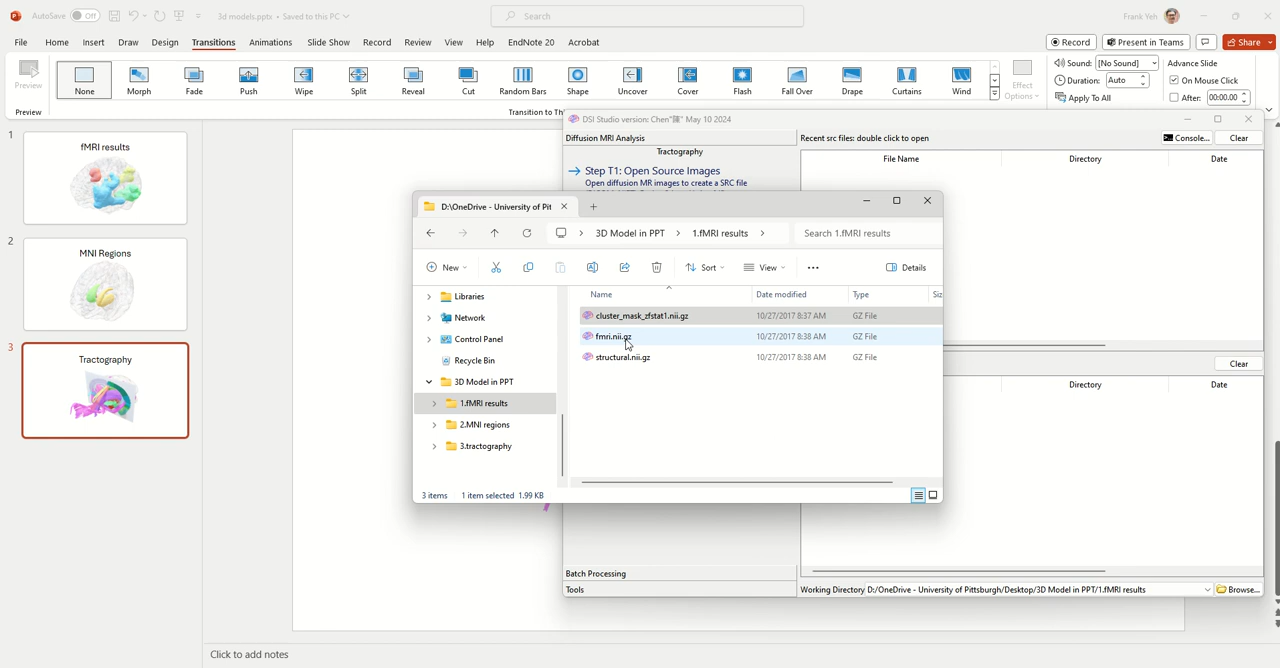 AutoSave Off 3d models.pptx • Saved to this PC Search Frank Yeh
File Home Insert Draw Design Transitions Animations Slide Show Record Review View Help EndNote 20 Acrobat Record Present in Teams Share
Preview None Morph Fade Push Wipe Split Reveal Cut Random Bars Shape Uncover Cover Flash Fall Over Drape Curtains Wind Effect Options
Sound: [No Sound] Advance Slide
Duration: Auto On Mouse Click
Apply To All After: 00:00.00
Preview Transition to Th
1 fMRI results
2 MNI Regions
3 Tractography
DSI Studio version: Chen"陳" May 10 2024
Diffusion MRI Analysis Recent src files: double click to open Console... Clear
Tractography File Name Directory Date
Step T1: Open Source Images
Open diffusion MR images to create a SRC file
D:\OneDrive - University of Pit
3D Model in PPT 1.fMRI results Search 1.fMRI results
New Sort View Details
Libraries
Network
Control Panel
Recycle Bin
3D Model in PPT
1.fMRI results
2.MNI regions
3.tractography
Name Date modified Type Siz
cluster_mask_zfstat1.nii.gz 10/27/2017 8:37 AM GZ File
fmri.nii.gz 10/27/2017 8:38 AM GZ File
structural.nii.gz 10/27/2017 8:38 AM GZ File
3 items 1 item selected 1.99 KB
Clear
Directory Date
Batch Processing
Tools
Working Directory D:/OneDrive - University of Pittsburgh/Desktop/3D Model in PPT/1.fMRI results Browse...
Click to add notes